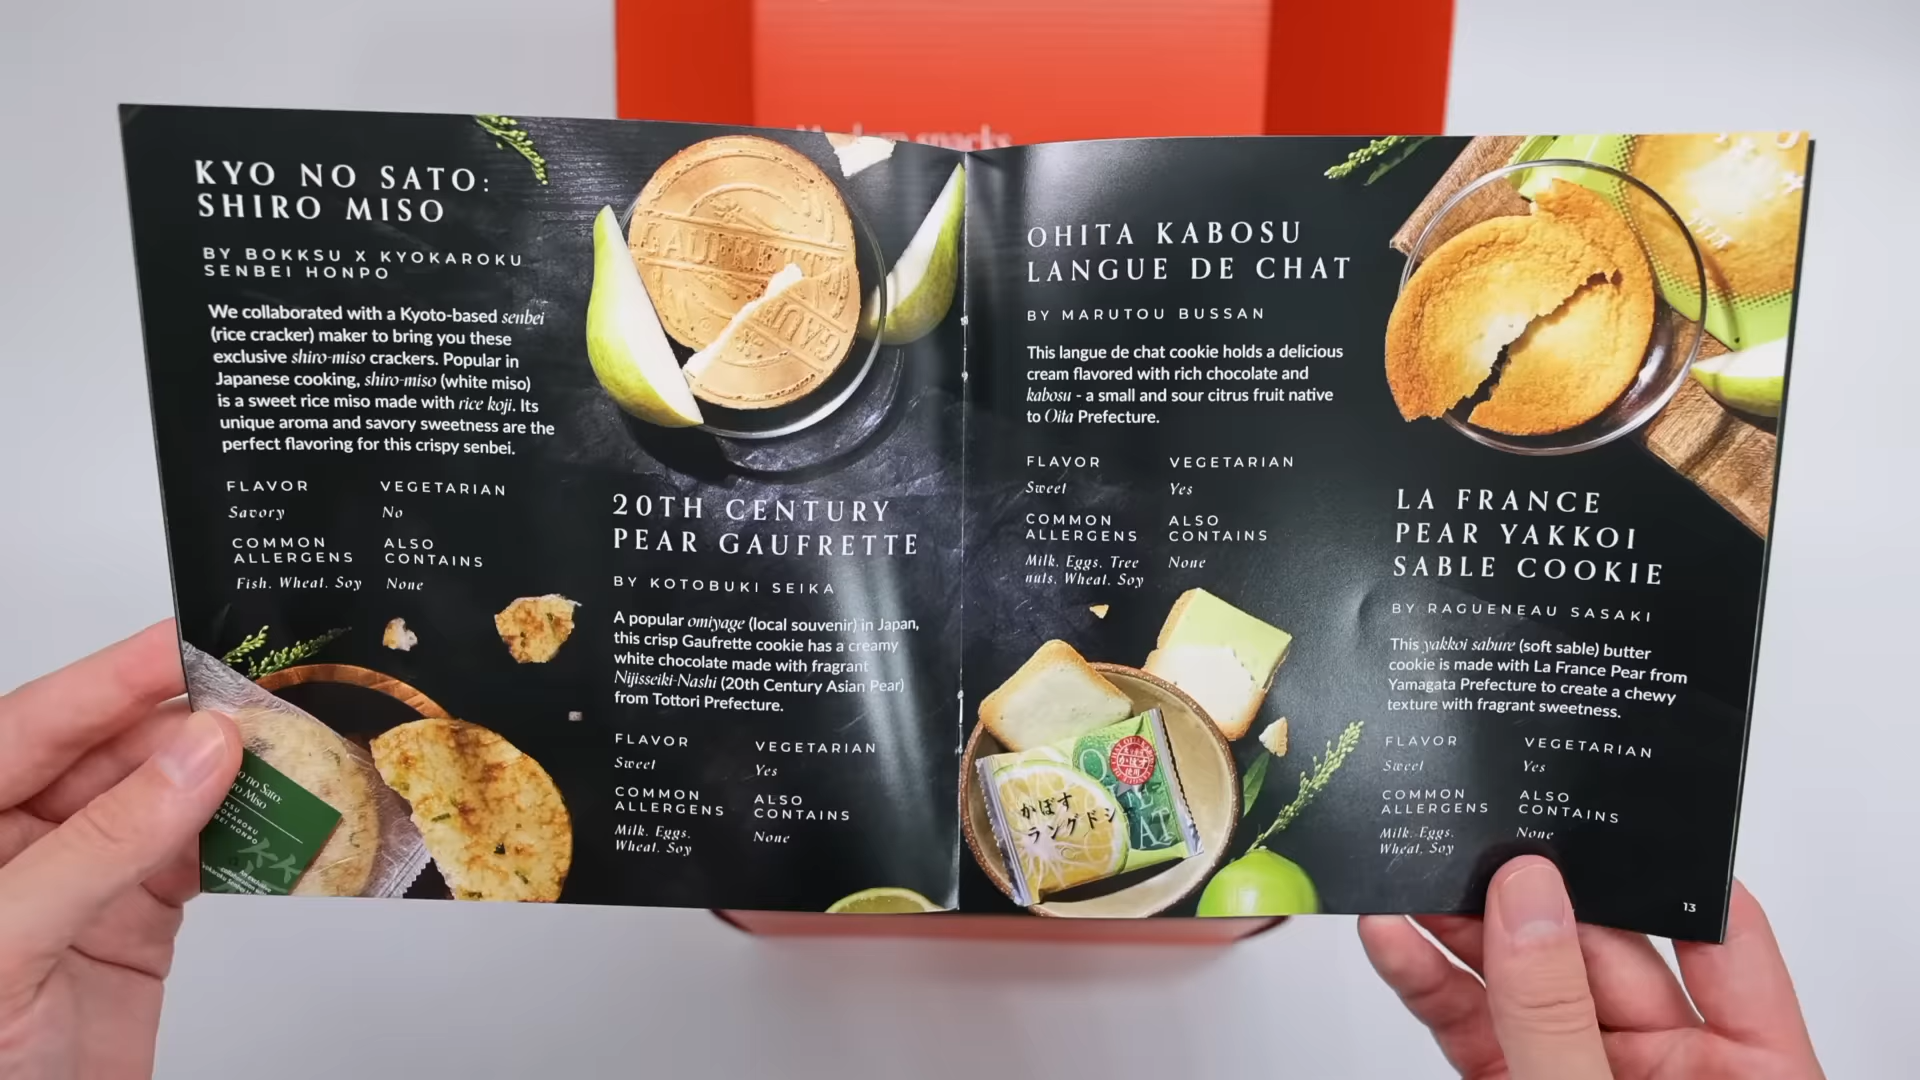 Modern snacks
KYO NO SATO:
SHIRO MISO
BY BOKKSU X KYOKAROKU
SENBEI HONPO
We collaborated with a Kyoto-based senbei
(rice cracker) maker to bring you these
exclusive shiro-miso crackers. Popular in
Japanese cooking, shiro-miso (white miso)
is a sweet rice miso made with rice koji. Its
unique aroma and savory sweetness are the
perfect flavoring for this crispy senbei.
FLAVOR
Savory
VEGETARIAN
No
COMMON
ALLERGENS
Fish, Wheat, Soy
ALSO
CONTAINS
None
no Sato:
Miso
GAUFRETTE
20TH CENTURY
PEAR GAUFRETTE
BY KOTOBUKI SEIKA
A popular omiyage (local souvenir) in Japan,
this crisp Gaufrette cookie has a creamy
white chocolate made with fragrant
Nijisseiki-Nashi (20th Century Asian Pear)
from Tottori Prefecture.
FLAVOR
Sweet
VEGETARIAN
Yes
COMMON
ALLERGENS
Milk, Eggs,
Wheat, Soy
ALSO
CONTAINS
None
OHITA KABOSU
LANGUE DE CHAT
BY MARUTOU BUSSAN
This langue de chat cookie holds a delicious
cream flavored with rich chocolate and
kabosu - a small and sour citrus fruit native
to Oita Prefecture.
FLAVOR
Sweet
VEGETARIAN
Yes
COMMON
ALLERGENS
Milk, Eggs, Tree
nuts, Wheat, Soy
ALSO
CONTAINS
None
かぼす
ラングドシ
LA FRANCE
PEAR YAKKOI
SABLE COOKIE
BY RAGUENEAU SASAKI
This yakkoi sabure (soft sable) butter
cookie is made with La France Pear from
Yamagata Prefecture to create a chewy
texture with fragrant sweetness.
FLAVOR
Sweet
VEGETARIAN
Yes
COMMON
ALLERGENS
Milk, Eggs,
Wheat, Soy
ALSO
CONTAINS
None
13